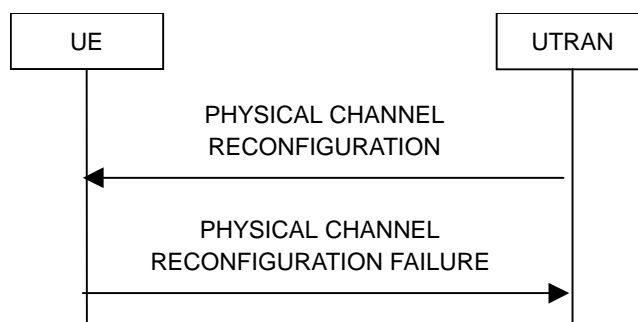 UE
UTRAN
PHYSICAL CHANNEL
RECONFIGURATION
PHYSICAL CHANNEL
RECONFIGURATION FAILURE